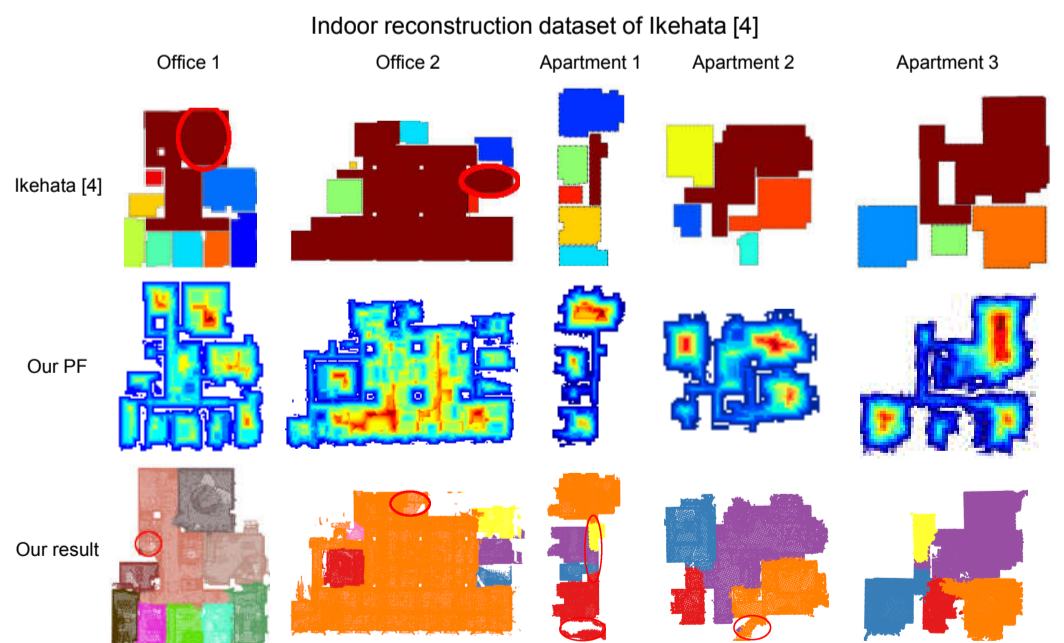 Indoor reconstruction dataset of Ikehata [4]
Office 1 Office 2 Apartment 1 Apartment 2 Apartment 3
Ikehata [4]
Our PF
Our result